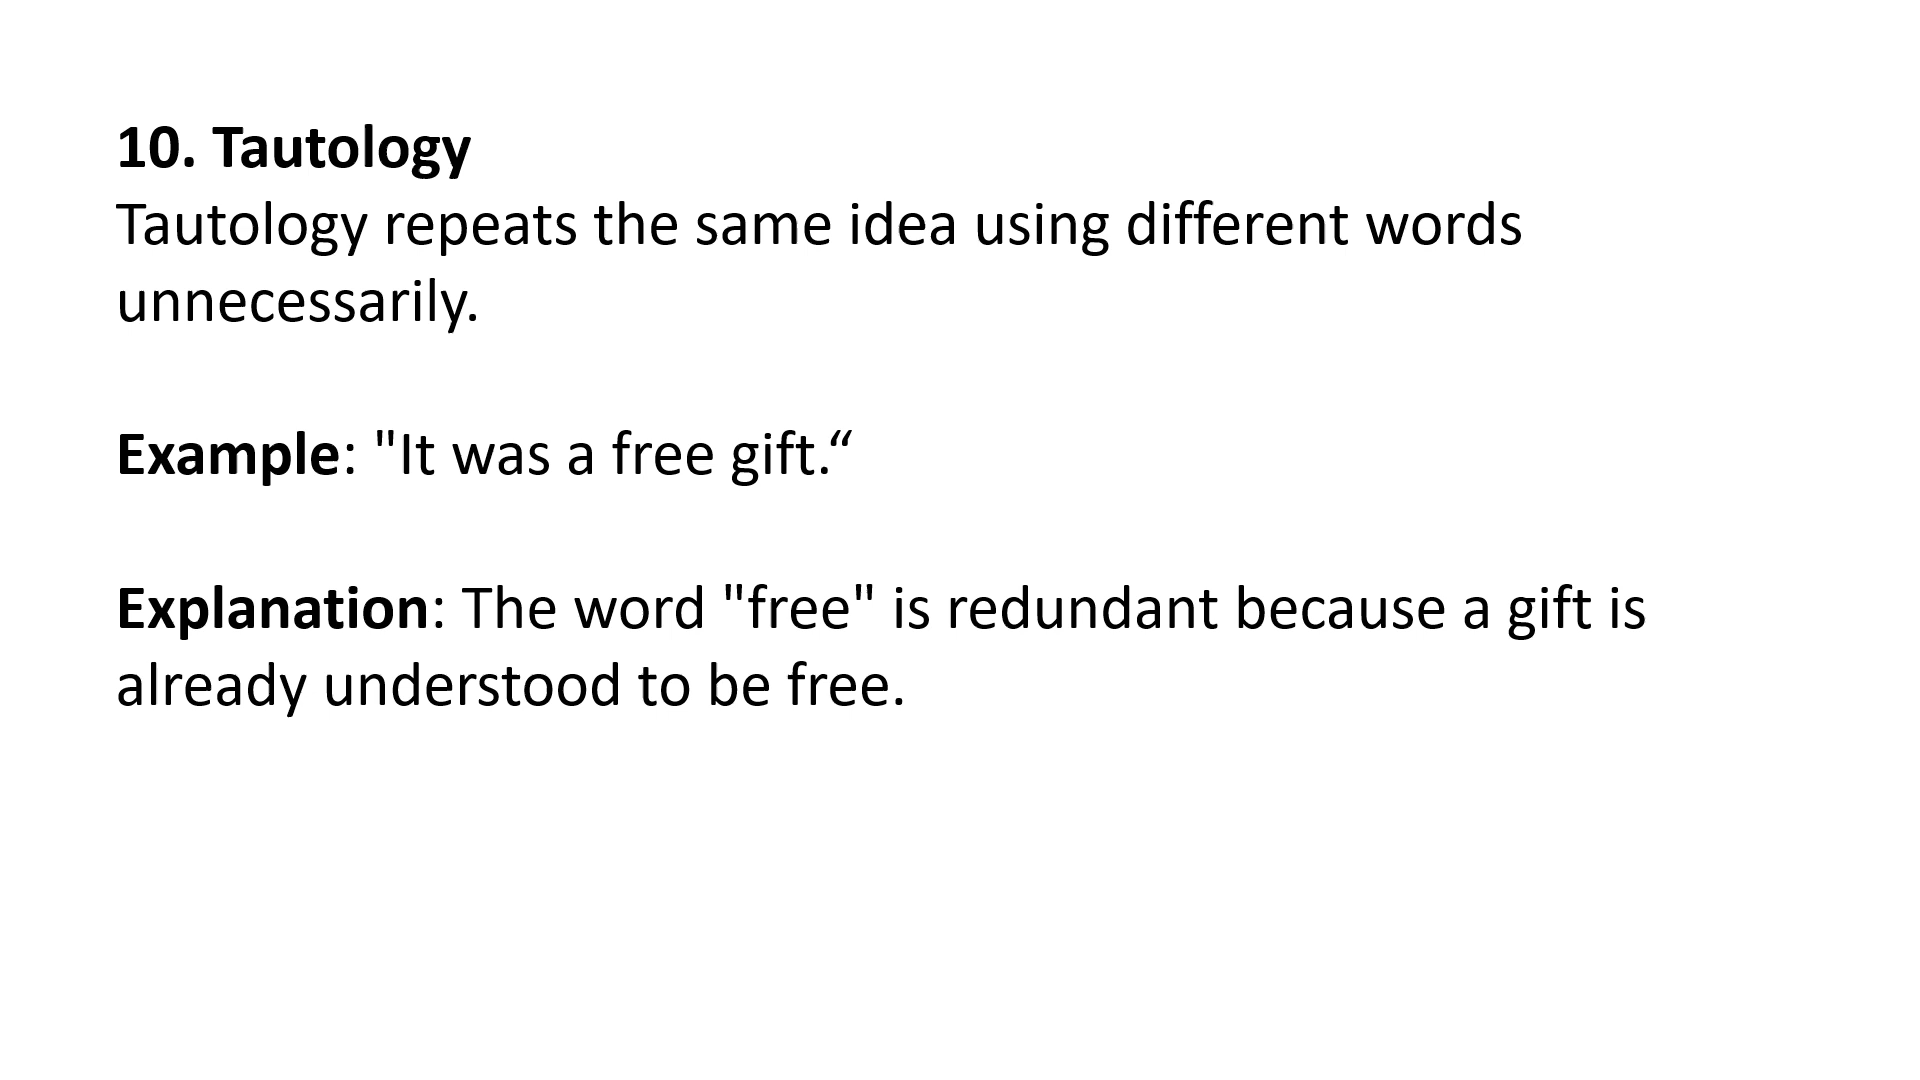 10. Tautology
Tautology repeats the same idea using different words
unnecessarily.
Example: "It was a free gift.“
Explanation: The word "free" is redundant because a gift is
already understood to be free.